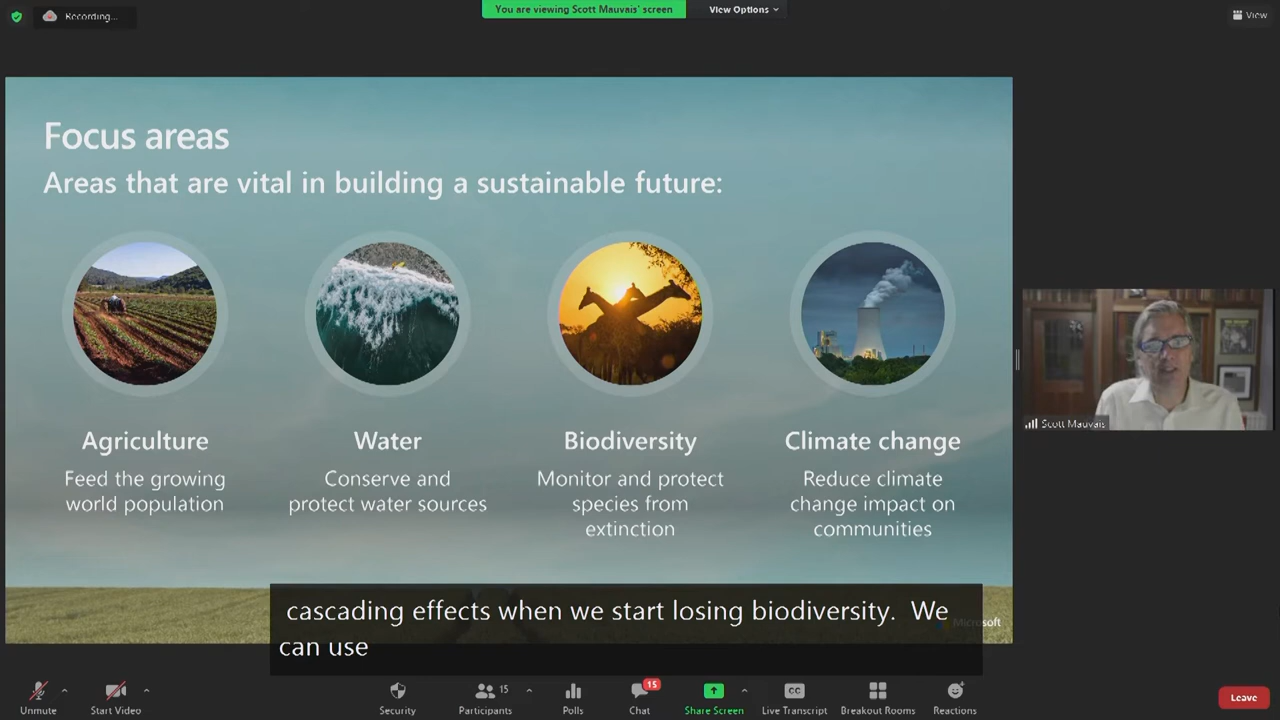 Recording...
You are viewing Scott Mauvais' screen
View Options
View
Focus areas
Areas that are vital in building a sustainable future:
Agriculture
Feed the growing
world population
Water
Conserve and
protect water sources
Biodiversity
Monitor and protect
species from
extinction
Climate change
Reduce climate
change impact on
communities
Scott Mauvais
cascading effects when we start losing biodiversity. We
can use
Microsoft
Unmute
Start Video
Security
Participants
15
Polls
Chat
15
Share Screen
CC
Live Transcript
Breakout Rooms
Reactions
Leave